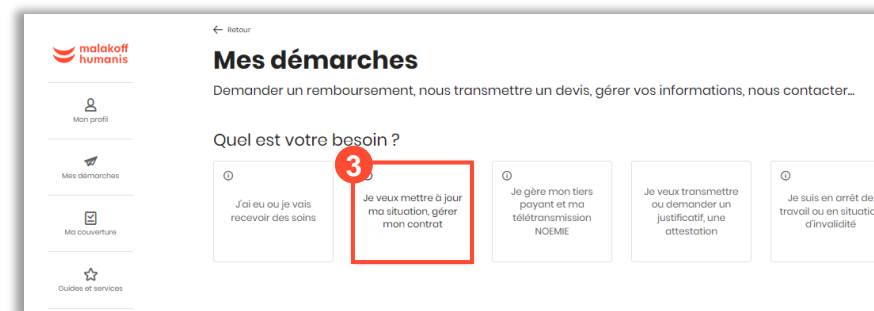 Retour
malakoff
humanis
Mes démarches
Demander un remboursement, nous transmettre un devis, gérer vos informations, nous contacter...
Mon profil
Quel est votre besoin ?
3
Mes démarches
J'ai eu ou je vais
recevoir des soins
Je veux mettre à jour
ma situation, gérer
mon contrat
Je gère mon tiers
payant et ma
télétransmission
NOEMIE
Je veux transmettre
ou demander un
justificatif, une
attestation
Je suis en arrêt de
travail ou en situation
d'invalidité
Ma couverture
Guides et services